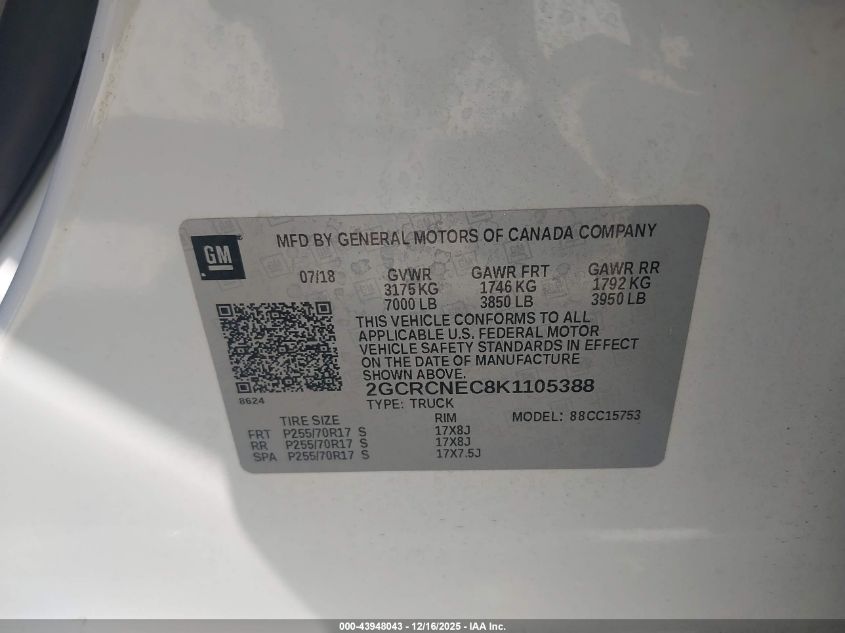 GM
MFD BY GENERAL MOTORS OF CANADA COMPANY
07/18 GVWR GAWR FRT GAWR RR
3175 KG 1746 KG 1792 KG
7000 LB 3850 LB 3950 LB
THIS VEHICLE CONFORMS TO ALL
APPLICABLE U.S. FEDERAL MOTOR
VEHICLE SAFETY STANDARDS IN EFFECT
ON THE DATE OF MANUFACTURE
SHOWN ABOVE.
2GCRCNEC8K1105388
8624
TYPE: TRUCK
TIRE SIZE RIM MODEL: 88CC15753
FRT P255/70R17 S 17X8J
RR P255/70R17 S 17X8J
SPA P255/70R17 S 17X7.5J
000-43948043 - 12/16/2025 - IAA Inc.